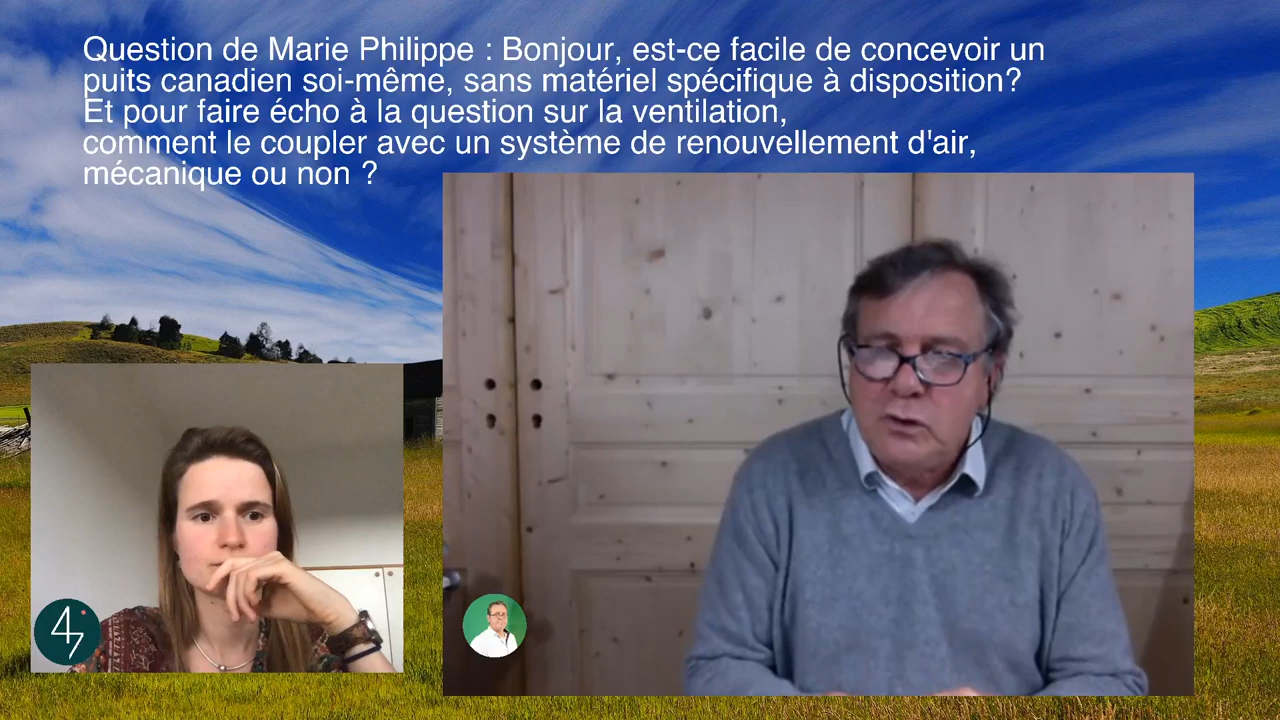 Question de Marie Philippe : Bonjour, est-ce facile de concevoir un
puits canadien soi-même, sans matériel spécifique à disposition?
Et pour faire écho à la question sur la ventilation,
comment le coupler avec un système de renouvellement d'air,
mécanique ou non ?
47